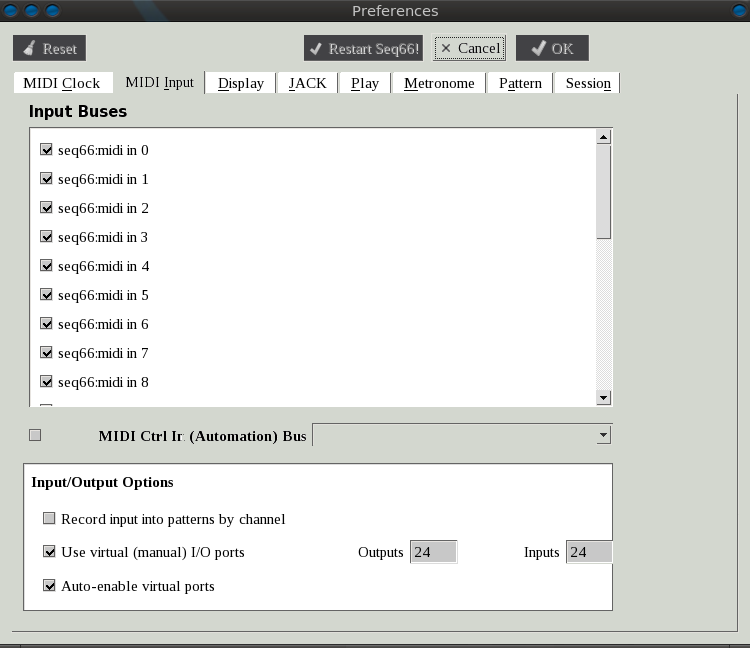 Preferences
Reset Restart Seq66! Cancel OK
MIDI Clock MIDI Input Display JACK Play Metronome Pattern Session
Input Buses
seq66:midi in 0
seq66:midi in 1
seq66:midi in 2
seq66:midi in 3
seq66:midi in 4
seq66:midi in 5
seq66:midi in 6
seq66:midi in 7
seq66:midi in 8
MIDI Ctrl In (Automation) Bus
Input/Output Options
Record input into patterns by channel
Use virtual (manual) I/O ports Outputs 24 Inputs 24
Auto-enable virtual ports